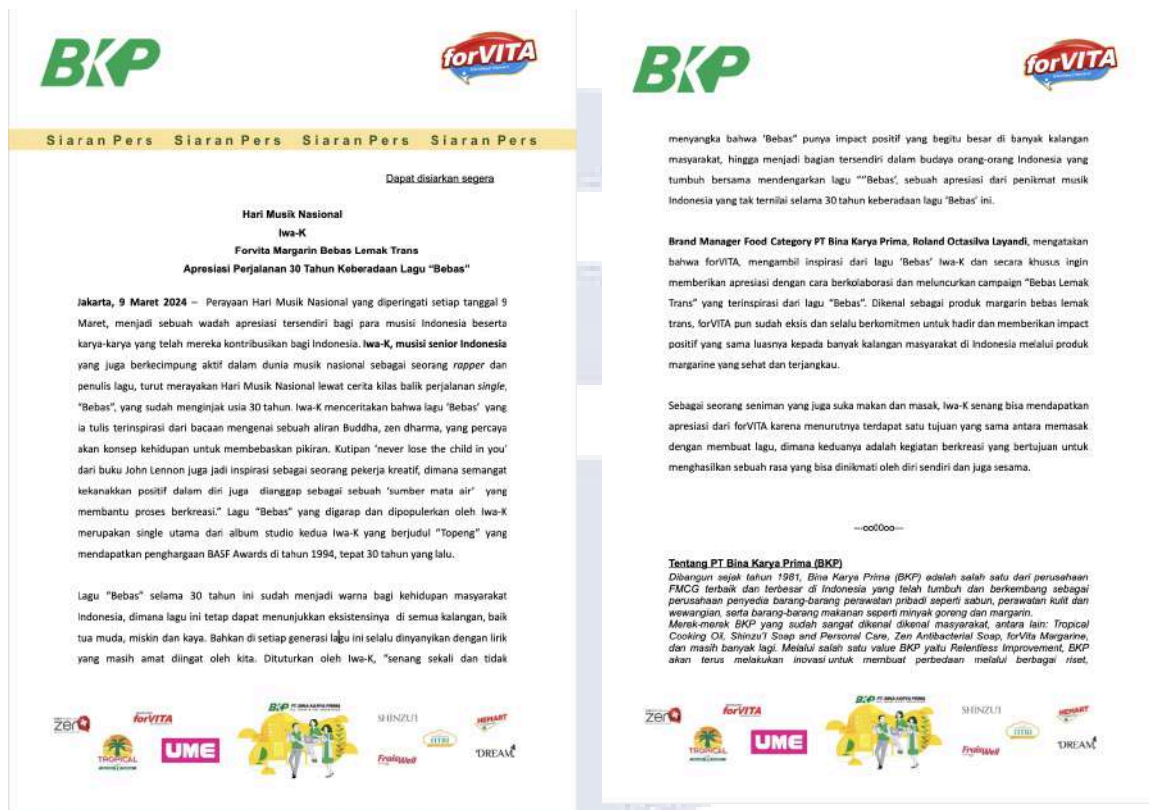 BKP
forVITA
Siaran Pers Siaran Pers Siaran Pers Siaran Pers
Dapat disiarkan segera
Hari Musik Nasional
Iwa-K
Forvita Margarin Bebas Lemak Trans
Apresiasi Perjalanan 30 Tahun Keberadaan Lagu "Bebas"
Jakarta, 9 Maret 2024 – Perayaan Hari Musik Nasional yang diperingati setiap tanggal 9
Maret, menjadi sebuah wadah apresiasi tersendiri bagi para musisi Indonesia beserta
karya-karya yang telah mereka kontribusikan bagi Indonesia. Iwa-K, musisi senior Indonesia
yang juga berkecimpung aktif dalam dunia musik nasional sebagai seorang rapper dan
penulis lagu, turut merayakan Hari Musik Nasional lewat cerita kilas balik perjalanan single,
"Bebas", yang sudah menginjak usia 30 tahun. Iwa-K menceritakan bahwa lagu 'Bebas' yang
ia tulis terinspirasi dari bacaan mengenai sebuah aliran Buddha, zen dharma, yang percaya
akan konsep kehidupan untuk membebaskan pikiran. Kutipan 'never lose the child in you'
dari buku John Lennon juga jadi inspirasi sebagai seorang pekerja kreatif, dimana semangat
kekanakkan positif dalam diri juga dianggap sebagai sebuah 'sumber mata air' yang
membantu proses berkreasi." Lagu "Bebas" yang digarap dan dipopulerkan oleh Iwa-K
merupakan single utama dari album studio kedua Iwa-K yang berjudul "Topeng" yang
mendapatkan penghargaan BASF Awards di tahun 1994, tepat 30 tahun yang lalu.
Lagu "Bebas" selama 30 tahun ini sudah menjadi warna bagi kehidupan masyarakat
Indonesia, dimana lagu ini tetap dapat menunjukkan eksistensinya di semua kalangan, baik
tua muda, miskin dan kaya. Bahkan di setiap generasi lagu ini selalu dinyanyikan dengan lirik
yang masih amat diingat oleh kita. Dituturkan oleh Iwa-K, "senang sekali dan tidak
zen
forVITA
TROPICAL
UME
BKP PT BINA KARYA PRIMA
SHINZU'I
Fraiswell
HEMART
DREAM
BKP
forVITA
menyangka bahwa 'Bebas" punya impact positif yang begitu besar di banyak kalangan
masyarakat, hingga menjadi bagian tersendiri dalam budaya orang-orang Indonesia yang
tumbuh bersama mendengarkan lagu ""Bebas', sebuah apresiasi dari penikmat musik
Indonesia yang tak ternilai selama 30 tahun keberadaan lagu 'Bebas' ini.
Brand Manager Food Category PT Bina Karya Prima, Roland Octasilva Layandi, mengatakan
bahwa forVITA, mengambil inspirasi dari lagu 'Bebas' Iwa-K dan secara khusus ingin
memberikan apresiasi dengan cara berkolaborasi dan meluncurkan campaign "Bebas Lemak
Trans" yang terinspirasi dari lagu "Bebas". Dikenal sebagai produk margarin bebas lemak
trans, forVITA pun sudah eksis dan selalu berkomitmen untuk hadir dan memberikan impact
positif yang sama luasnya kepada banyak kalangan masyarakat di Indonesia melalui produk
margarine yang sehat dan terjangkau.
Sebagai seorang seniman yang juga suka makan dan masak, Iwa-K senang bisa mendapatkan
apresiasi dari forVITA karena menurutnya terdapat satu tujuan yang sama antara memasak
dengan membuat lagu, dimana keduanya adalah kegiatan berkreasi yang bertujuan untuk
menghasilkan sebuah rasa yang bisa dinikmati oleh diri sendiri dan juga sesama.
---oo00oo---
Tentang PT Bina Karya Prima (BKP)
Dibangun sejak tahun 1981, Bina Karya Prima (BKP) adalah salah satu dari perusahaan
FMCG terbaik dan terbesar di Indonesia yang telah tumbuh dan berkembang sebagai
perusahaan penyedia barang-barang perawatan pribadi seperti sabun, perawatan kulit dan
wewangian, serta barang-barang makanan seperti minyak goreng dan margarin.
Merek-merek BKP yang sudah sangat dikenal dikenal masyarakat, antara lain: Tropical
Cooking Oil, Shinzu'I Soap and Personal Care, Zen Antibacterial Soap, forVita Margarine,
dan masih banyak lagi. Melalui salah satu value BKP yaitu Relentless Improvement, BKP
akan terus melakukan inovasi untuk membuat perbedaan melalui berbagai riset,
zen
forVITA
TROPICAL
UME
BKP PT BINA KARYA PRIMA
SHINZU'I
Fraiswell
HEMART
DREAM